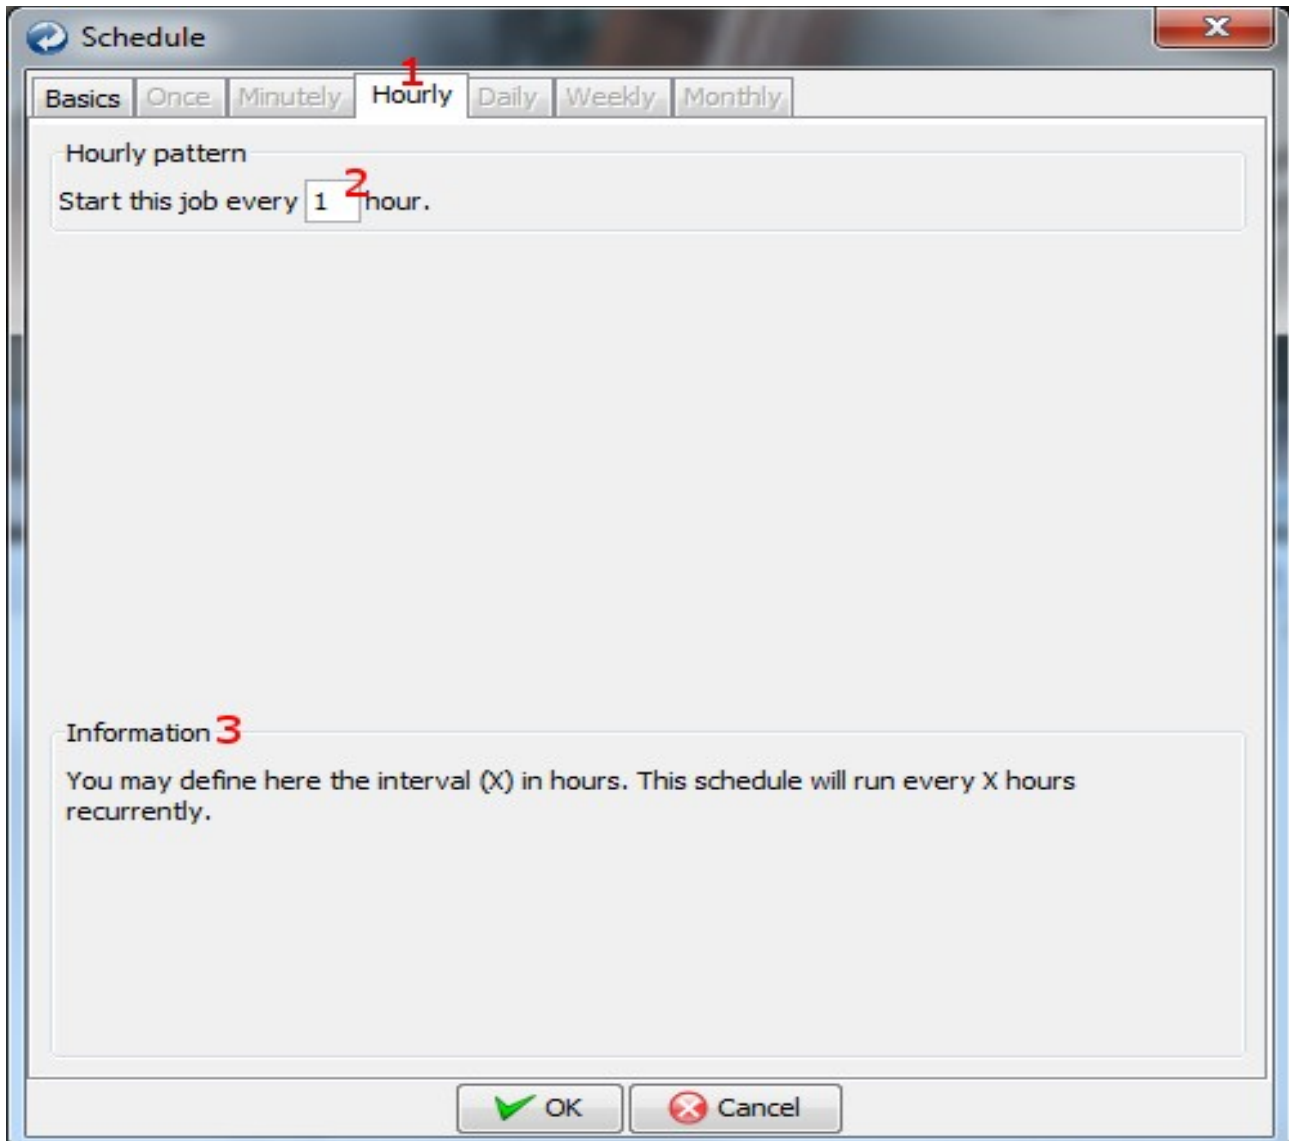 Schedule
1
Basics Once Minutely Hourly Daily Weekly Monthly
Hourly pattern
2
Start this job every 1 hour.
Information 3
You may define here the interval (X) in hours. This schedule will run every X hours
recurrently.
OK Cancel